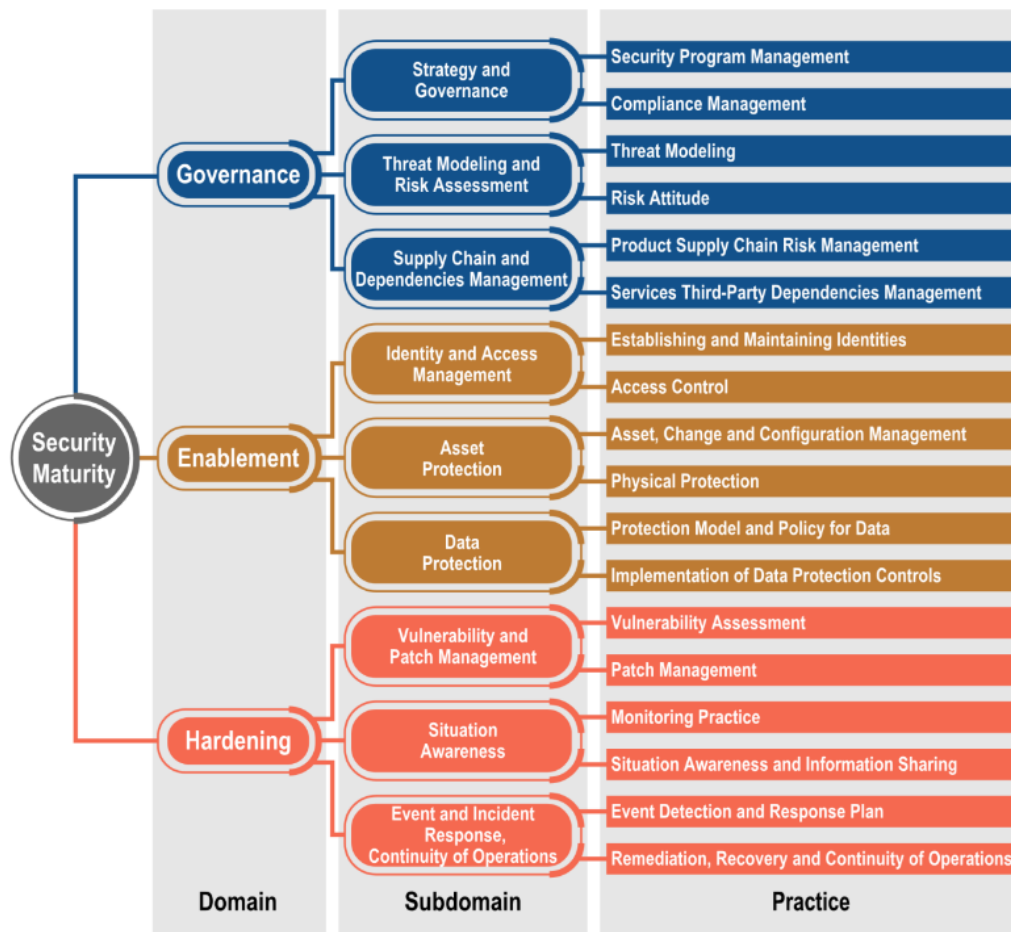 Security
Maturity
Governance
Strategy and
Governance
Security Program Management
Compliance Management
Threat Modeling and
Risk Assessment
Threat Modeling
Risk Attitude
Supply Chain and
Dependencies Management
Product Supply Chain Risk Management
Services Third-Party Dependencies Management
Enablement
Identity and Access
Management
Establishing and Maintaining Identities
Access Control
Asset
Protection
Asset, Change and Configuration Management
Physical Protection
Data
Protection
Protection Model and Policy for Data
Implementation of Data Protection Controls
Hardening
Vulnerability and
Patch Management
Vulnerability Assessment
Patch Management
Situation
Awareness
Monitoring Practice
Situation Awareness and Information Sharing
Event and Incident
Response,
Continuity of Operations
Event Detection and Response Plan
Remediation, Recovery and Continuity of Operations
Domain
Subdomain
Practice